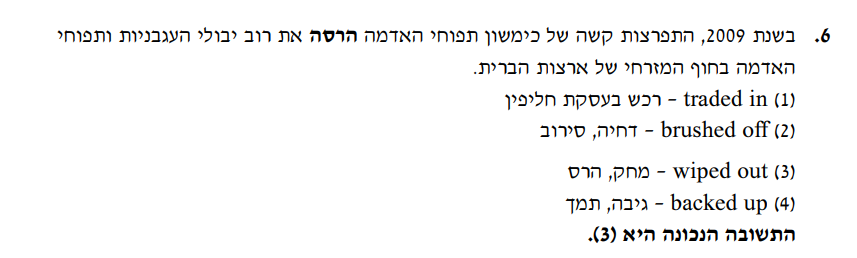 6. בשנת 2009, התפרצות קשה של כימשון תפוחי האדמה הרסה את רוב יבולי העגבניות ותפוחי
האדמה בחוף המזרחי של ארצות הברית.
(1) traded in – רכש בעסקת חליפין
(2) brushed off – דחיה, סירוב
(3) wiped out – מחק, הרס
(4) backed up – גיבה, תמך
התשובה הנכונה היא (3).